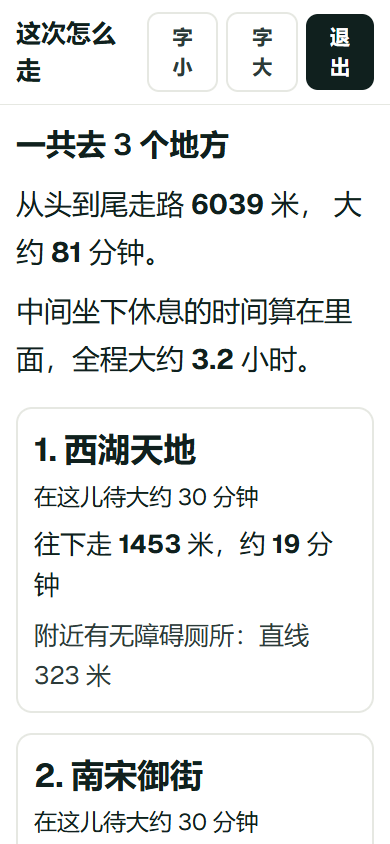 这次怎么
走
字
小
字
大
退
出
一共去 3 个地方
从头到尾走路 6039 米， 大
约 81 分钟。
中间坐下休息的时间算在里
面，全程大约 3.2 小时。
1. 西湖天地
在这儿待大约 30 分钟
往下走 1453 米，约 19 分
钟
附近有无障碍厕所：直线
323 米
2. 南宋御街
在这儿待大约 30 分钟